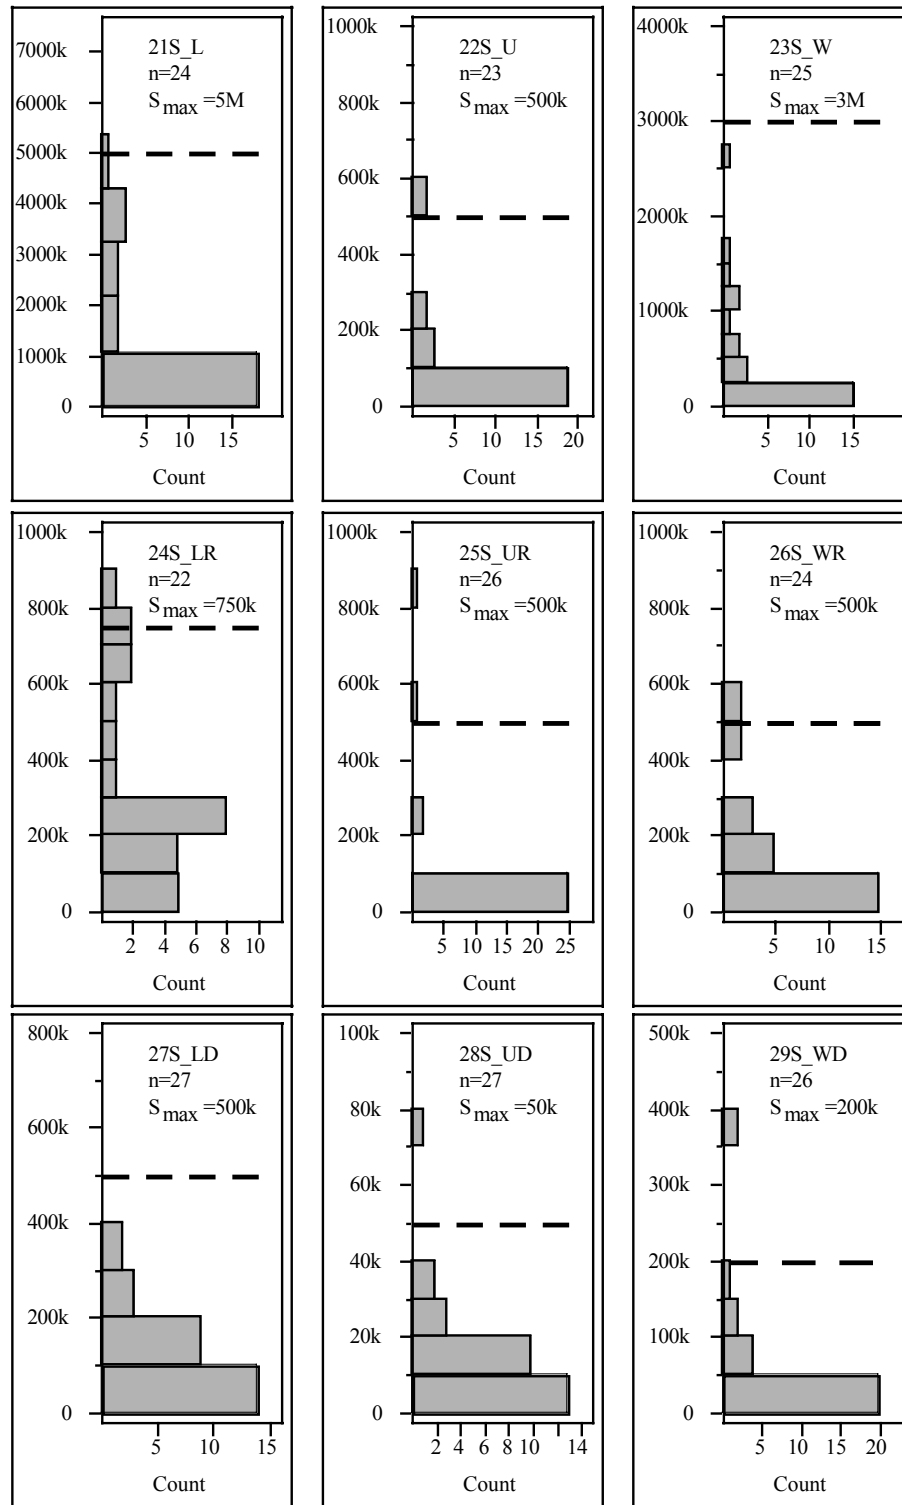 21S_L
n=24
S max =5M
7000k
6000k
5000k
4000k
3000k
2000k
1000k
0
5 10 15
Count
22S_U
n=23
S max =500k
1000k
800k
600k
400k
200k
0
5 10 15 20
Count
23S_W
n=25
S max =3M
4000k
3000k
2000k
1000k
0
5 10 15
Count
24S_LR
n=22
S max =750k
1000k
800k
600k
400k
200k
0
2 4 6 8 10
Count
25S_UR
n=26
S max =500k
1000k
800k
600k
400k
200k
0
5 10 15 20 25
Count
26S_WR
n=24
S max =500k
1000k
800k
600k
400k
200k
0
5 10 15
Count
27S_LD
n=27
S max =500k
800k
600k
400k
200k
0
5 10 15
Count
28S_UD
n=27
S max =50k
100k
80k
60k
40k
20k
0
2 4 6 8 10 14
Count
29S_WD
n=26
S max =200k
500k
400k
300k
200k
100k
0
5 10 15 20
Count